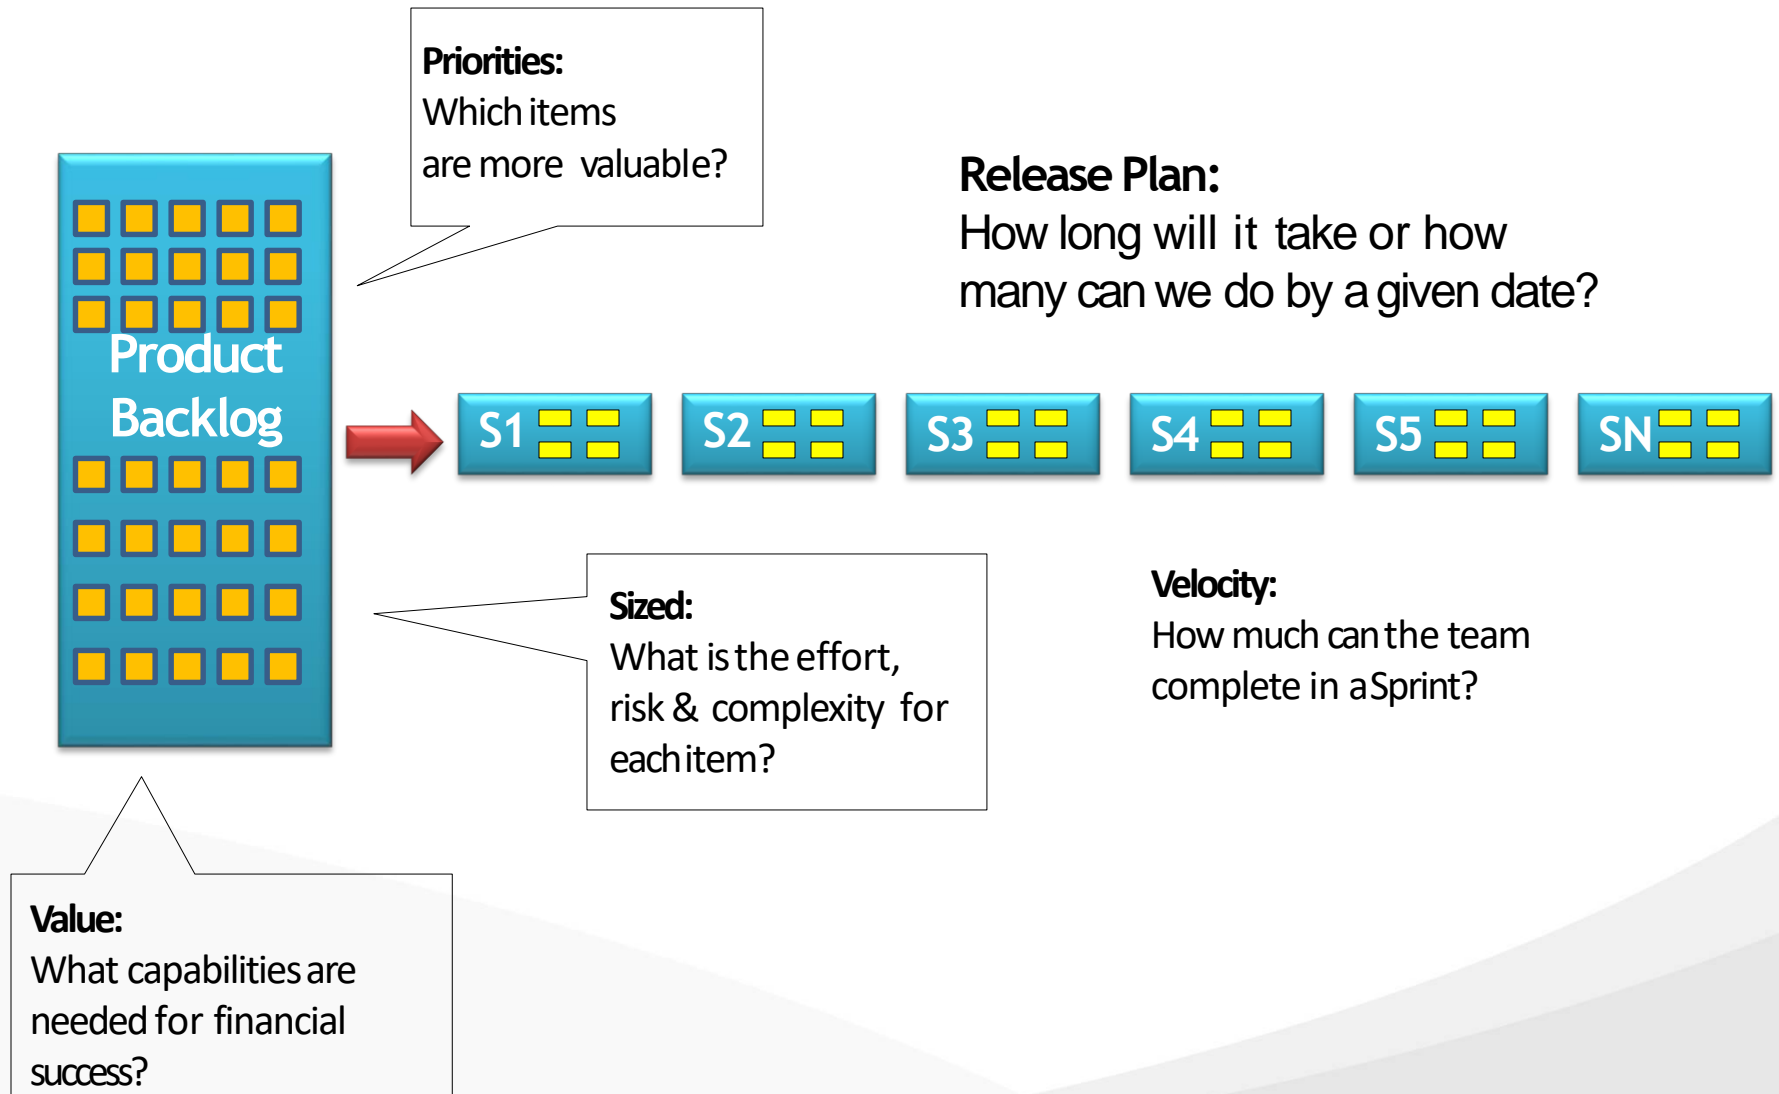 Priorities:
Which items
are more valuable?
Release Plan:
How long will it take or how
many can we do by a given date?
Product
Backlog
S1
S2
S3
S4
S5
SN
Sized:
What is the effort,
risk & complexity for
each item?
Velocity:
How much can the team
complete in a Sprint?
Value:
What capabilities are
needed for financial
success?